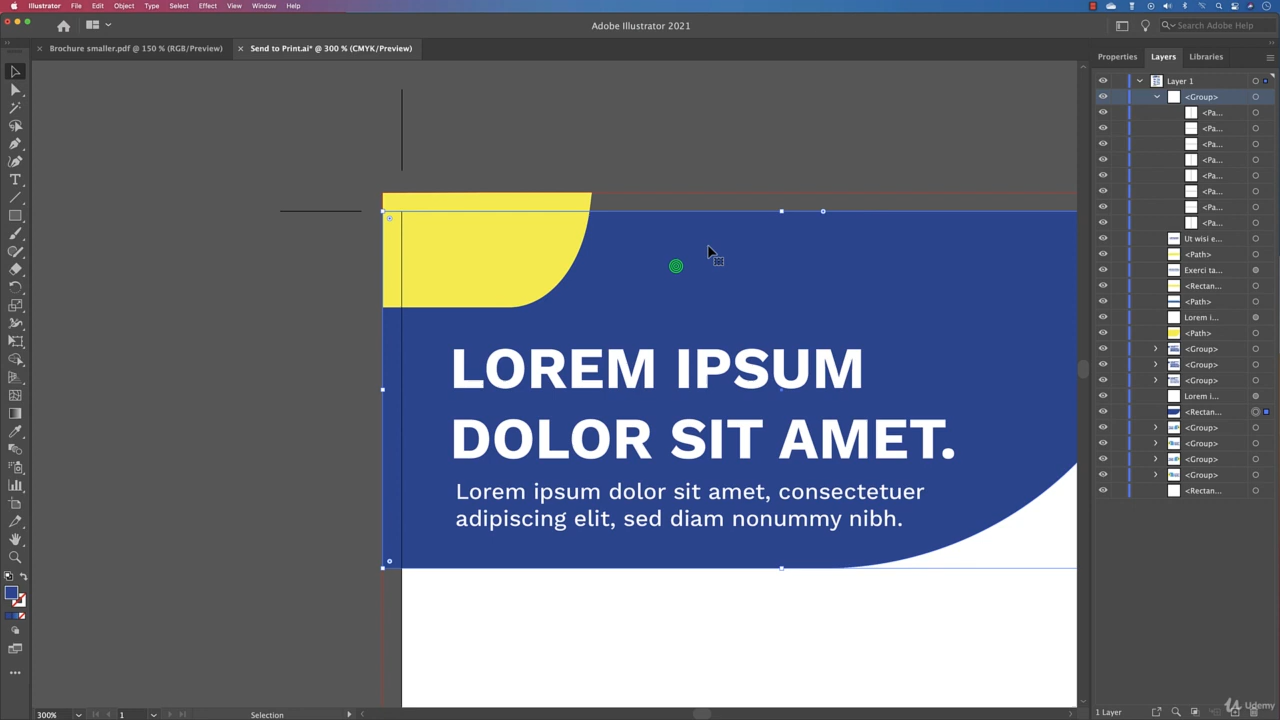 Illustrator File Edit Object Type Select Effect View Window Help
Adobe Illustrator 2021
Search Adobe Help
Brochure smaller.pdf @ 150 % (RGB/Preview)
Send to Print.ai* @ 300 % (CMYK/Preview)
Properties Layers Libraries
Layer 1
<Group>
<Pa...
<Pa...
<Pa...
<Pa...
<Pa...
<Pa...
<Pa...
<Pa...
Ut wisi e...
<Path>
Exerci ta...
<Rectan...
<Path>
Lorem i...
<Path>
<Group>
<Group>
<Group>
Lorem i...
<Rectan...
<Group>
<Group>
<Group>
<Group>
<Rectan...
LOREM IPSUM
DOLOR SIT AMET.
Lorem ipsum dolor sit amet, consectetuer
adipiscing elit, sed diam nonummy nibh.
300% 1 Selection
1 Layer
Udemy